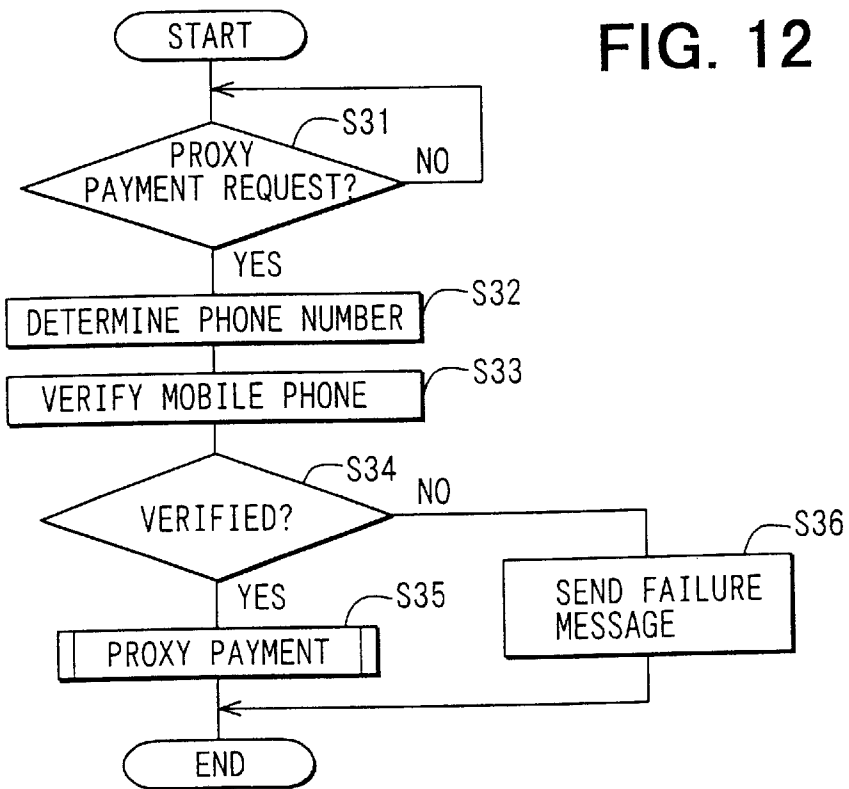 START
FIG. 12
S31
PROXY
PAYMENT REQUEST?
NO
YES
DETERMINE PHONE NUMBER
S32
VERIFY MOBILE PHONE
S33
S34
VERIFIED?
NO
YES
S35
PROXY PAYMENT
S36
SEND FAILURE
MESSAGE
END